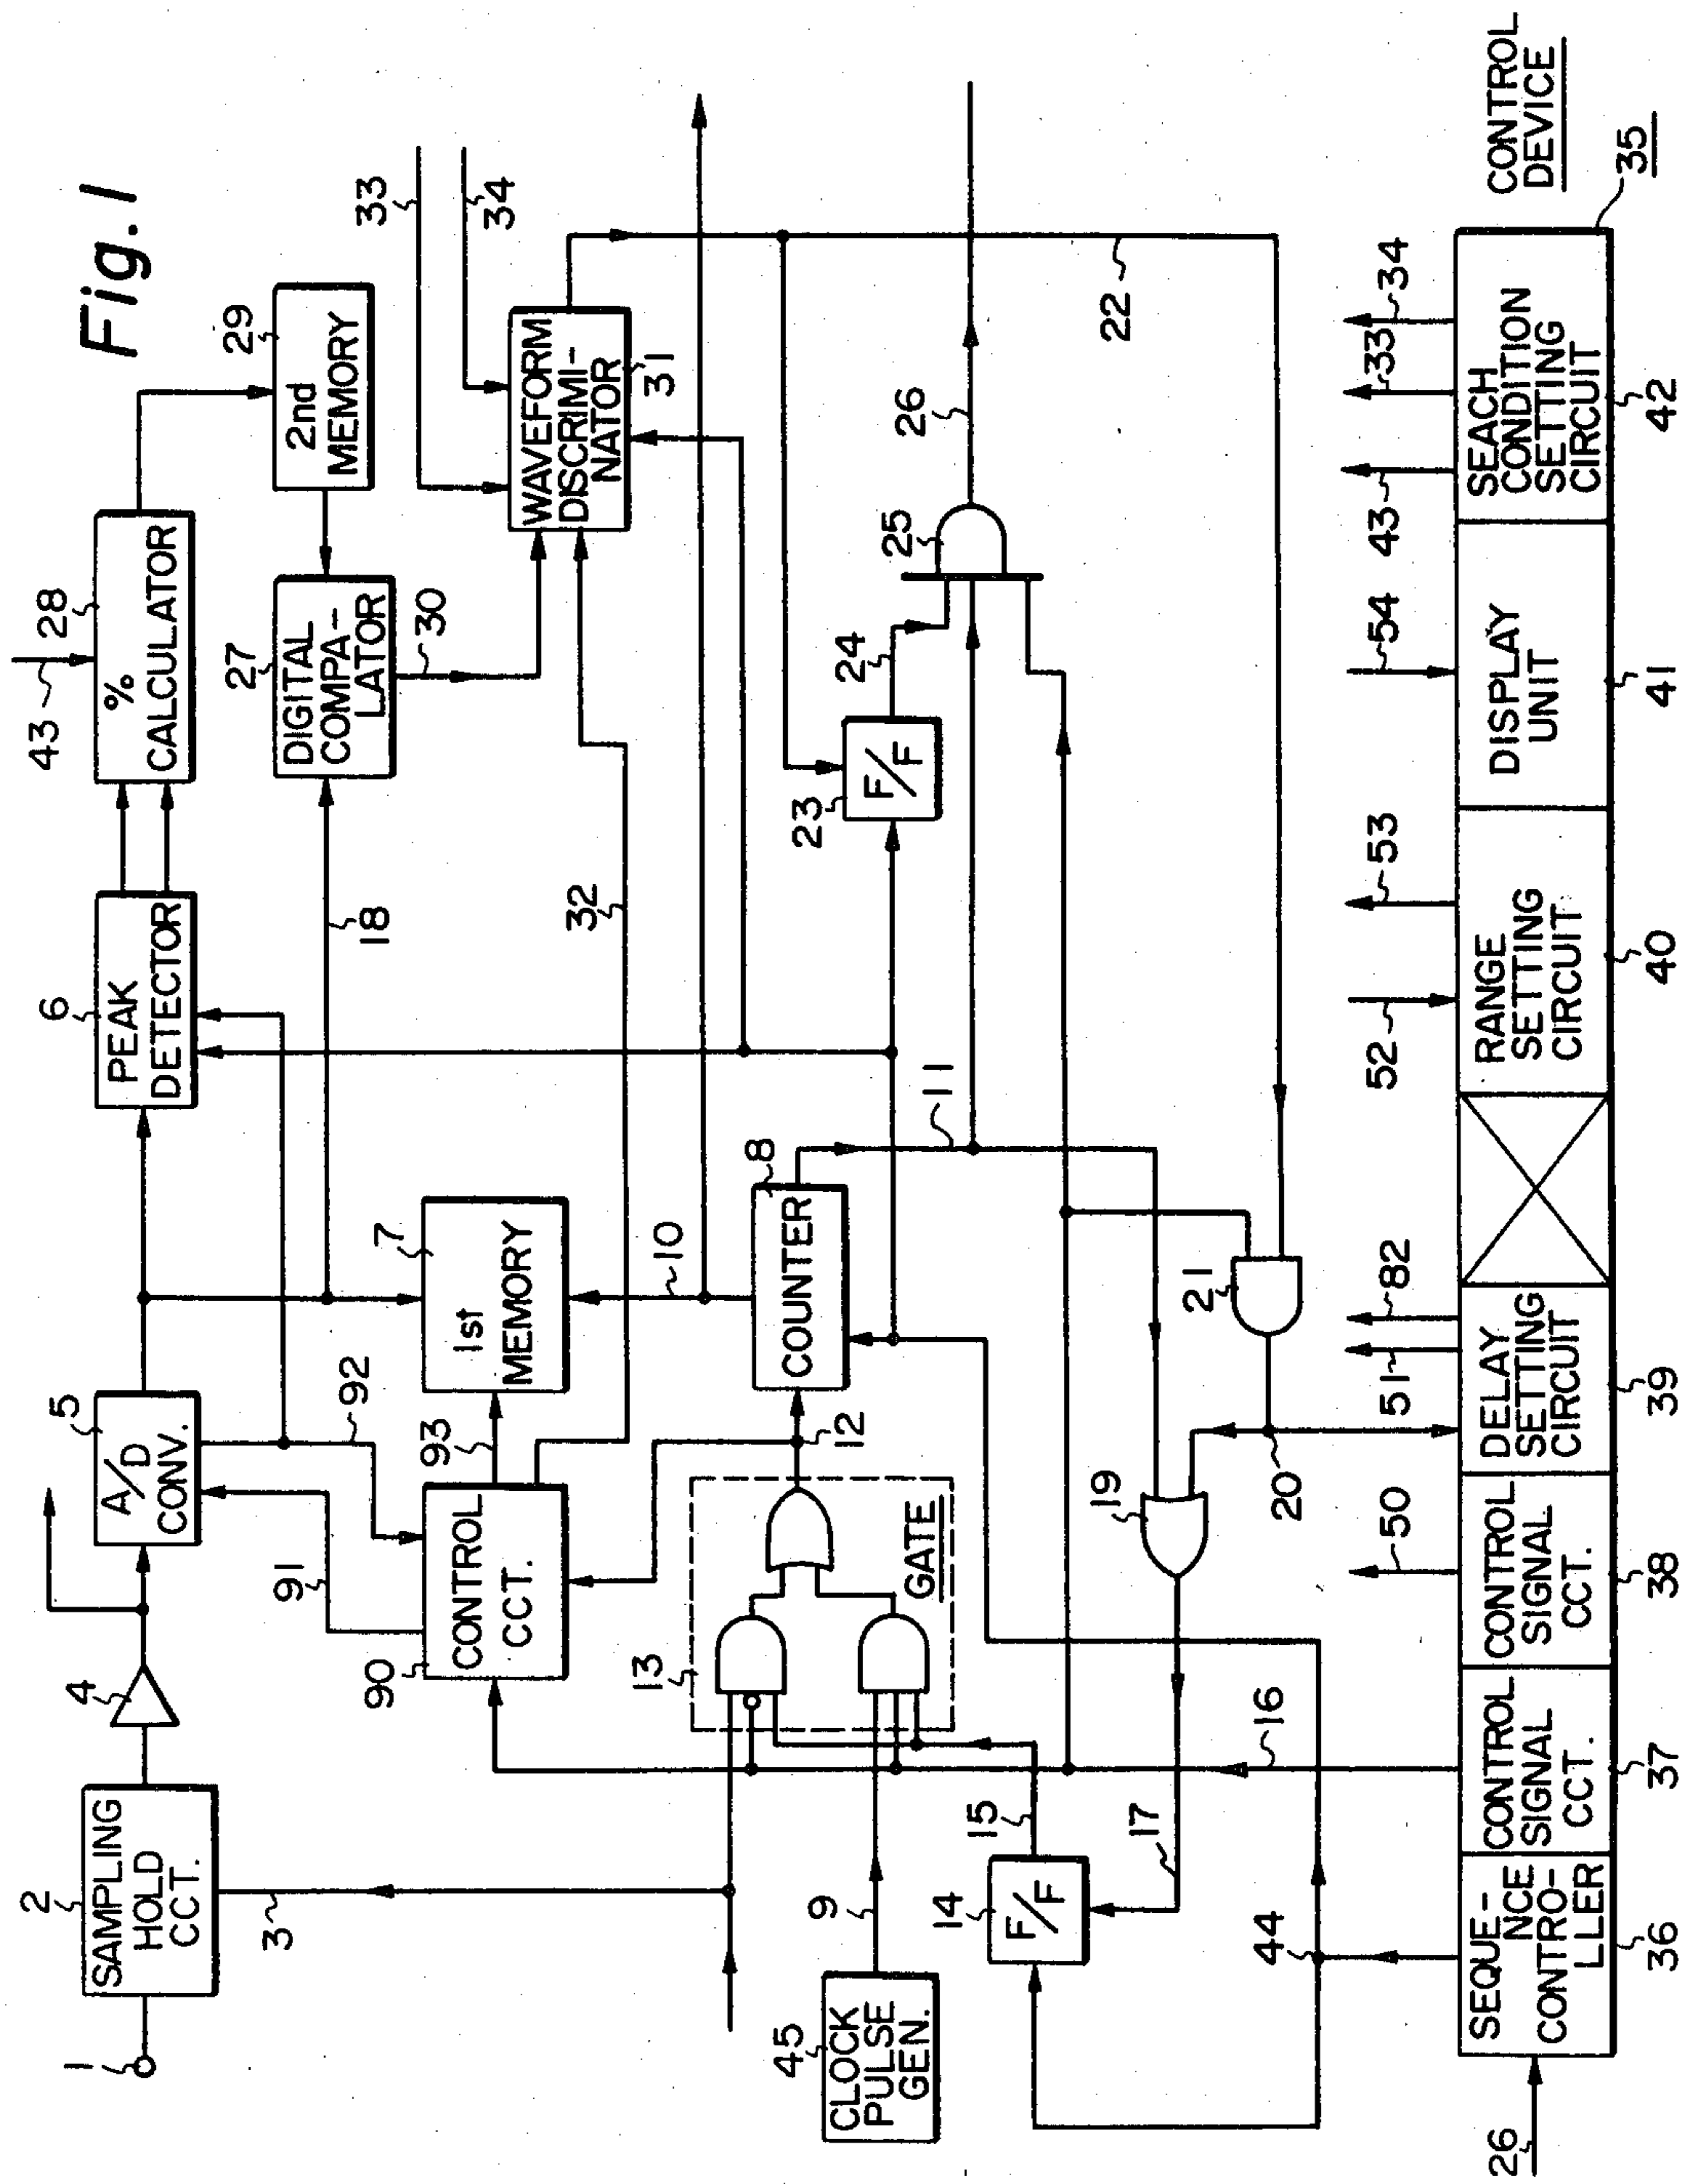 Fig. 1
1
2
SAMPLING
HOLD
CCT.
3
4
5
A/D
CONV.
91
92
6
PEAK
DETECTOR
43
28
%
CALCULATOR
29
2nd
MEMORY
27
DIGITAL
COMPA-
LATOR
18
30
33
34
WAVEFORM
DISCRIMI-
NATOR
31
32
90
CONTROL
CCT.
93
7
1st
MEMORY
10
8
COUNTER
12
13
GATE
11
45
CLOCK
PULSE
GEN.
9
14
F/F
15
16
17
19
20
21
22
23
F/F
24
25
26
44
26
SEQUE-
NCE
CONTRO-
LLER
36
CONTROL
SIGNAL
CCT.
37
CONTROL
SIGNAL
CCT.
38
50
DELAY
SETTING
CIRCUIT
39
51
82
RANGE
SETTING
CIRCUIT
40
52
53
DISPLAY
UNIT
41
54
SEACH
CONDITION
SETTING
CIRCUIT
42
43
33
34
35
CONTROL
DEVICE